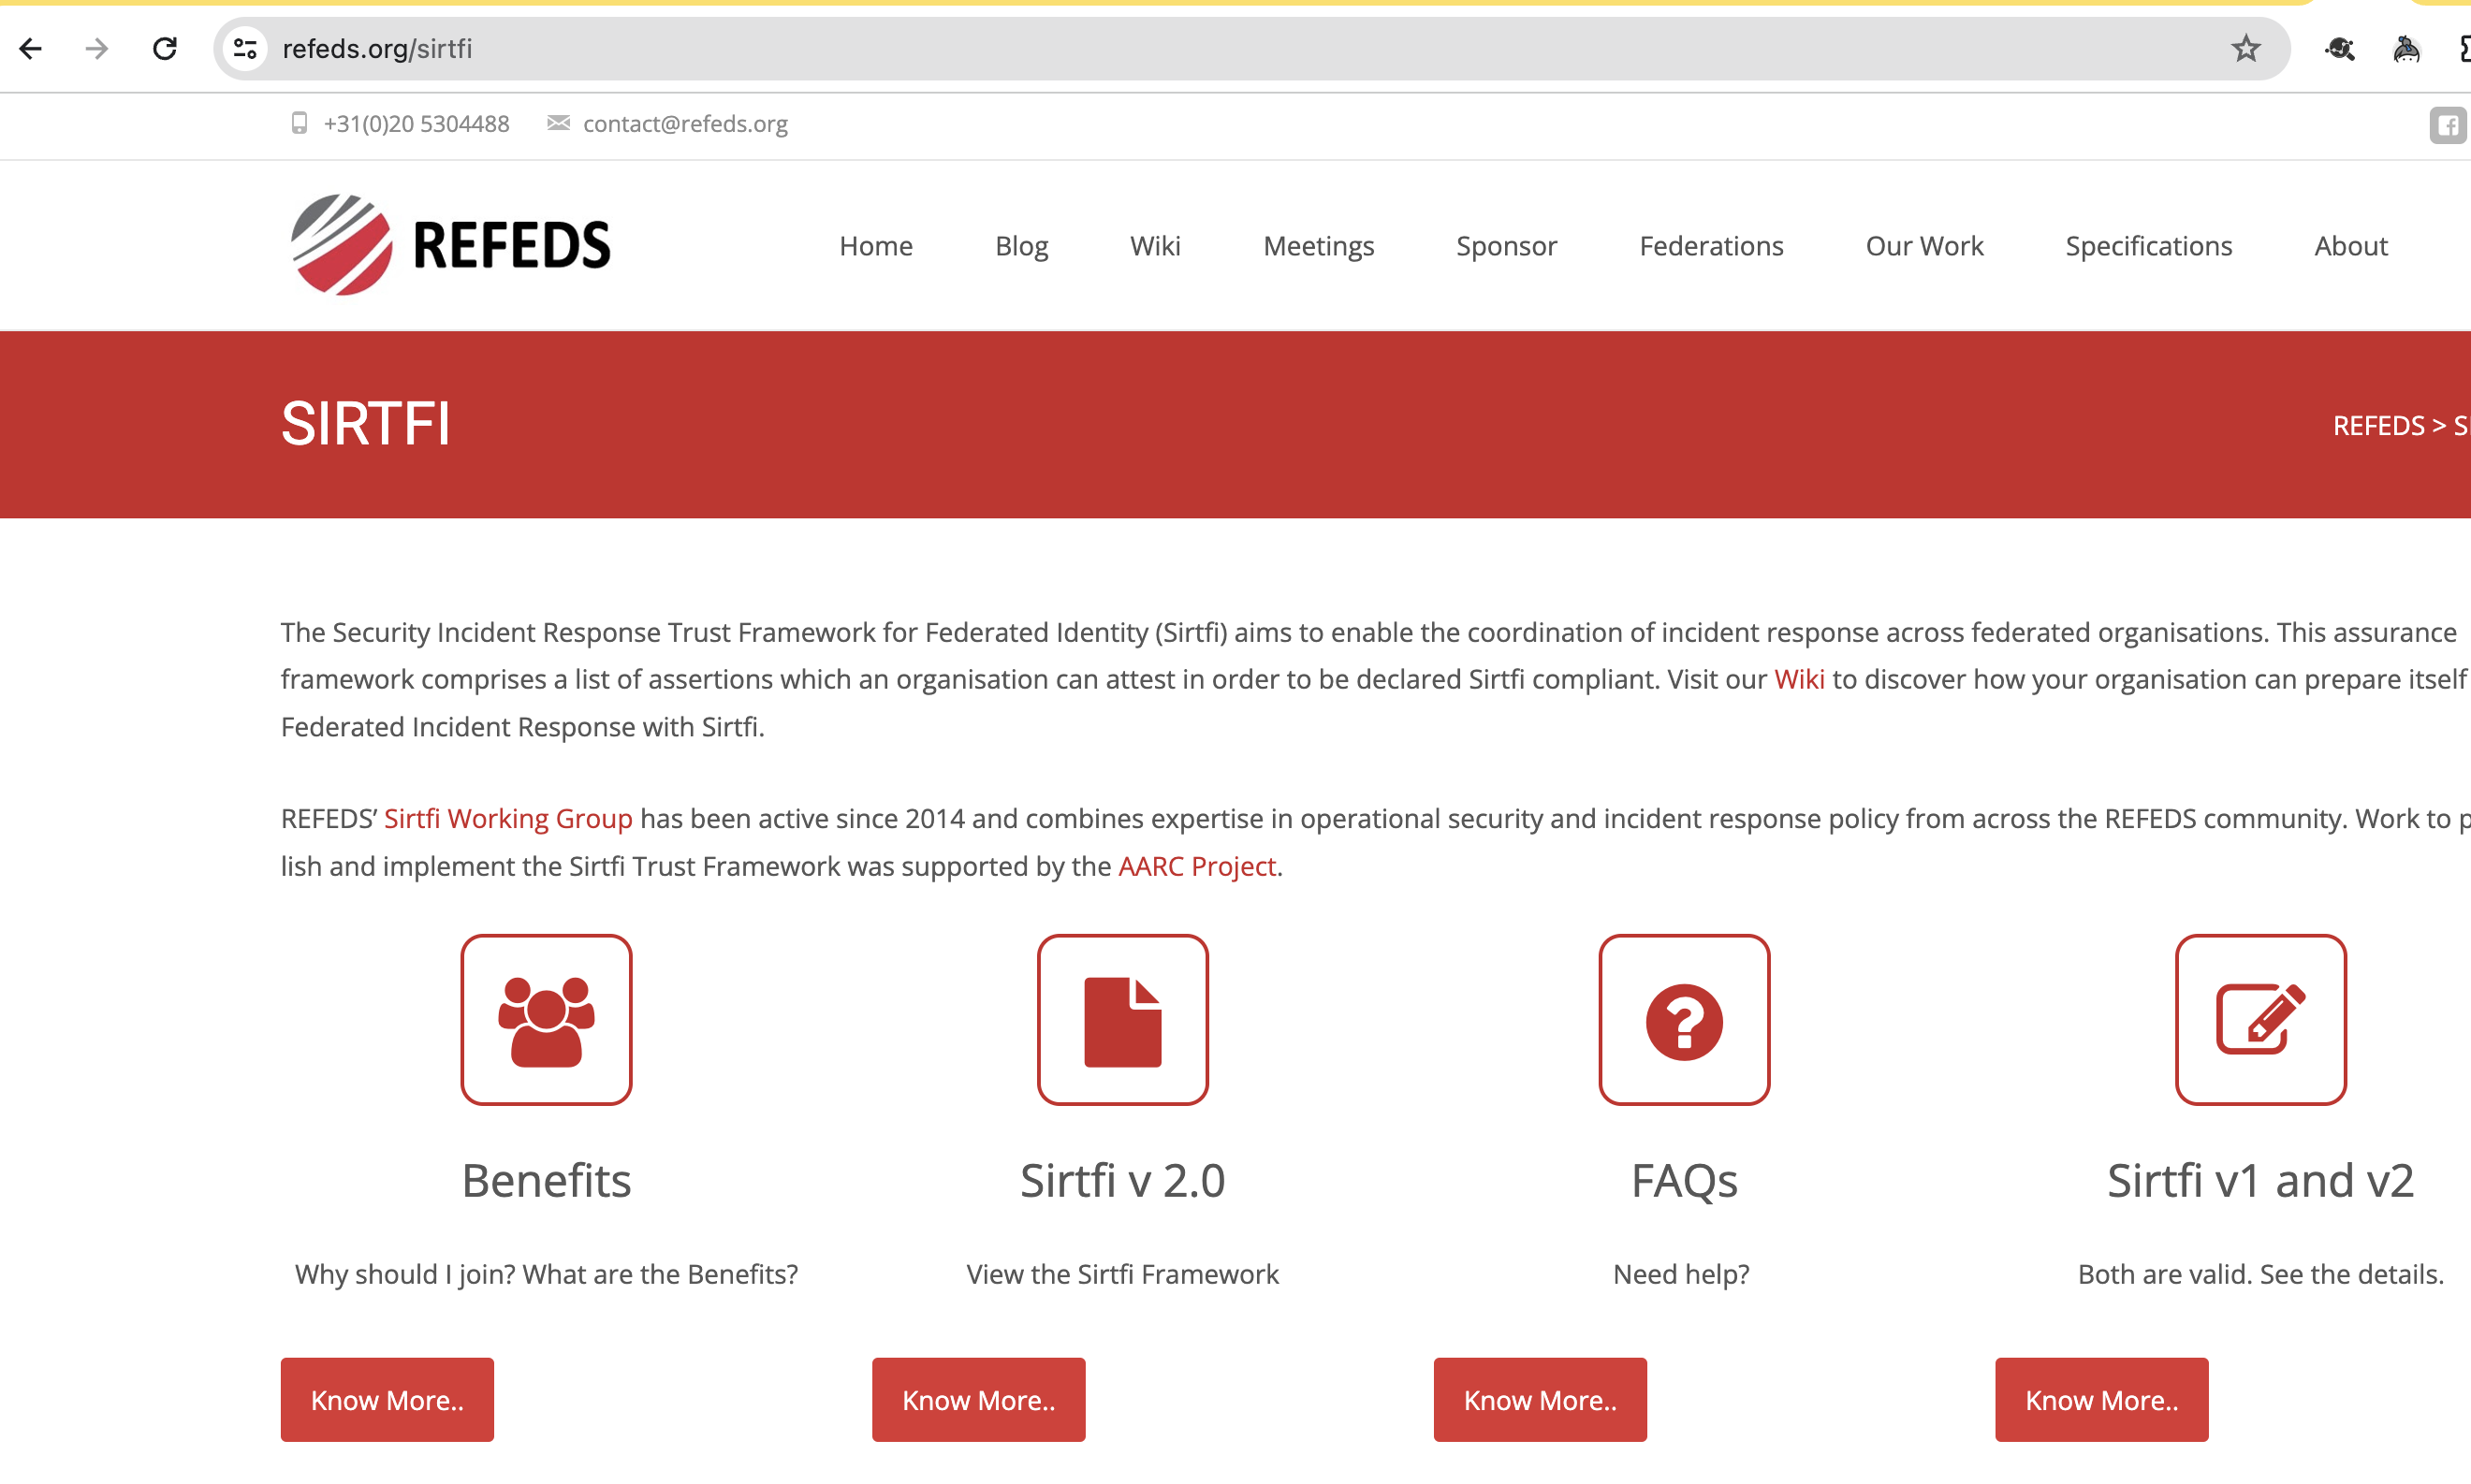 refeds.org/sirtfi
+31(0)20 5304488 contact@refeds.org
REFEDS Home Blog Wiki Meetings Sponsor Federations Our Work Specifications About
SIRTFI
REFEDS >
The Security Incident Response Trust Framework for Federated Identity (Sirtfi) aims to enable the coordination of incident response across federated organisations. This assurance
framework comprises a list of assertions which an organisation can attest in order to be declared Sirtfi compliant. Visit our Wiki to discover how your organisation can prepare itself
Federated Incident Response with Sirtfi.
REFEDS’ Sirtfi Working Group has been active since 2014 and combines expertise in operational security and incident response policy from across the REFEDS community. Work to
lish and implement the Sirtfi Trust Framework was supported by the AARC Project.
Benefits Sirtfi v 2.0 FAQs Sirtfi v1 and v2
Why should I join? What are the Benefits? View the Sirtfi Framework Need help? Both are valid. See the details.
Know More.. Know More.. Know More.. Know More..